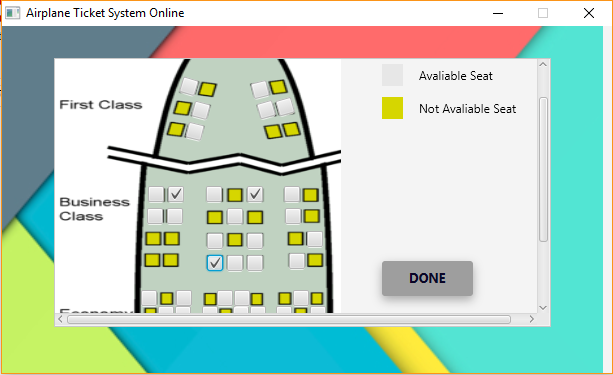 Airplane Ticket System Online
First Class
Avaliable Seat
Not Avaliable Seat
Business
Class
DONE
Economy